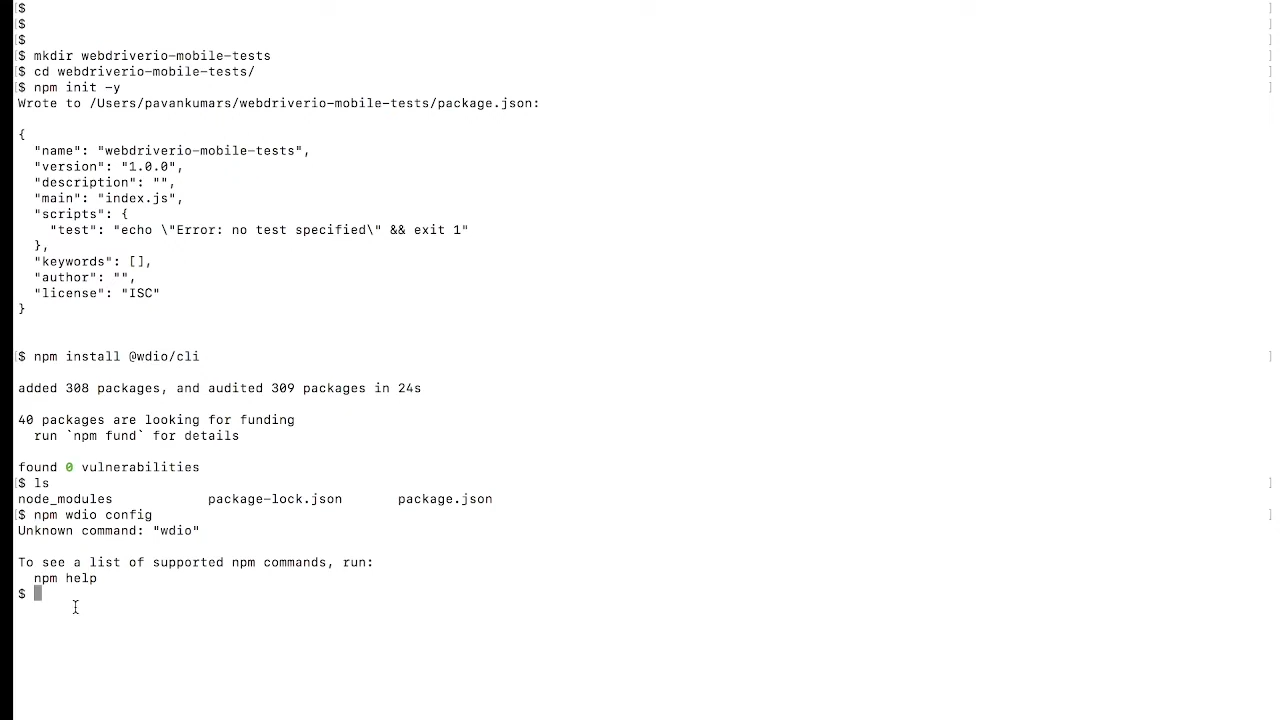 $
$
$
$ mkdir webdriverio-mobile-tests
$ cd webdriverio-mobile-tests/
$ npm init -y
Wrote to /Users/pavankumars/webdriverio-mobile-tests/package.json:
{
"name": "webdriverio-mobile-tests",
"version": "1.0.0",
"description": "",
"main": "index.js",
"scripts": {
"test": "echo \"Error: no test specified\" && exit 1"
},
"keywords": [],
"author": "",
"license": "ISC"
}
$ npm install @wdio/cli
added 308 packages, and audited 309 packages in 24s
40 packages are looking for funding
run `npm fund` for details
found 0 vulnerabilities
$ ls
node_modules package-lock.json package.json
$ npm wdio config
Unknown command: "wdio"
To see a list of supported npm commands, run:
npm help
$